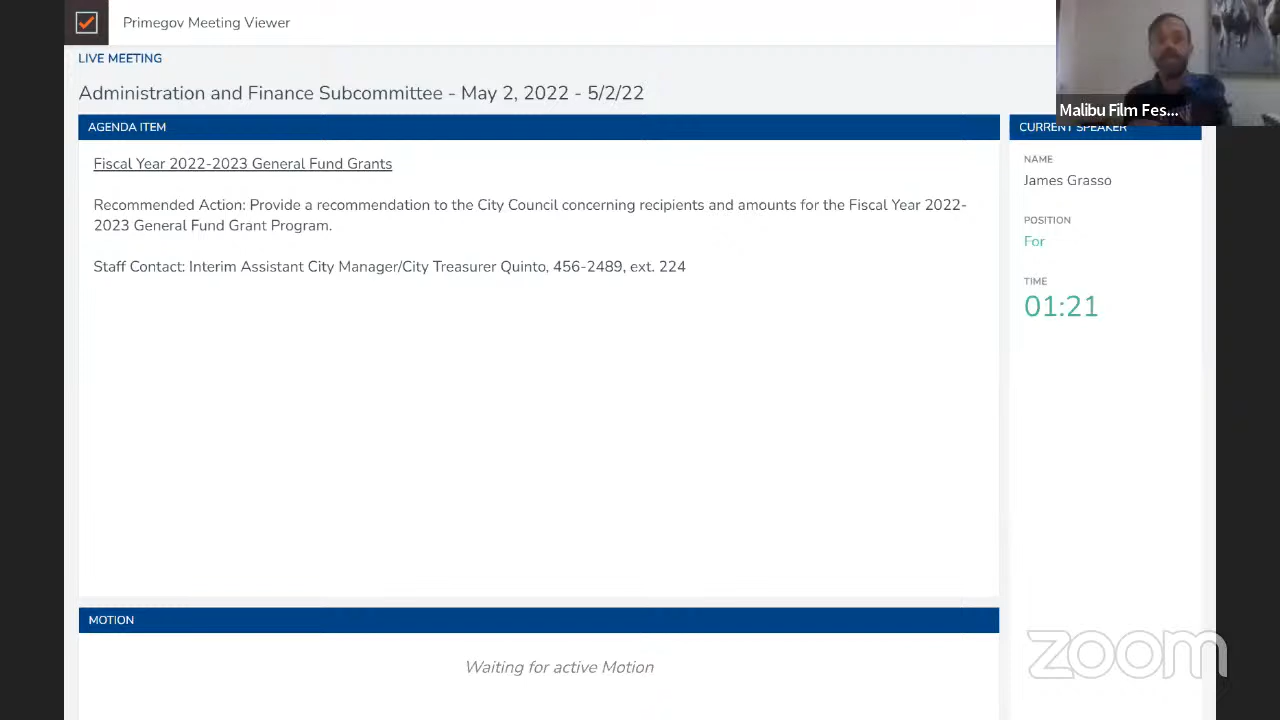 Primegov Meeting Viewer
LIVE MEETING
Administration and Finance Subcommittee - May 2, 2022 - 5/2/22
Malibu Film Fes...
AGENDA ITEM
Fiscal Year 2022-2023 General Fund Grants
Recommended Action: Provide a recommendation to the City Council concerning recipients and amounts for the Fiscal Year 2022-
2023 General Fund Grant Program.
Staff Contact: Interim Assistant City Manager/City Treasurer Quinto, 456-2489, ext. 224
CURRENT SPEAKER
NAME
James Grasso
POSITION
For
TIME
01:21
MOTION
Waiting for active Motion
zoom